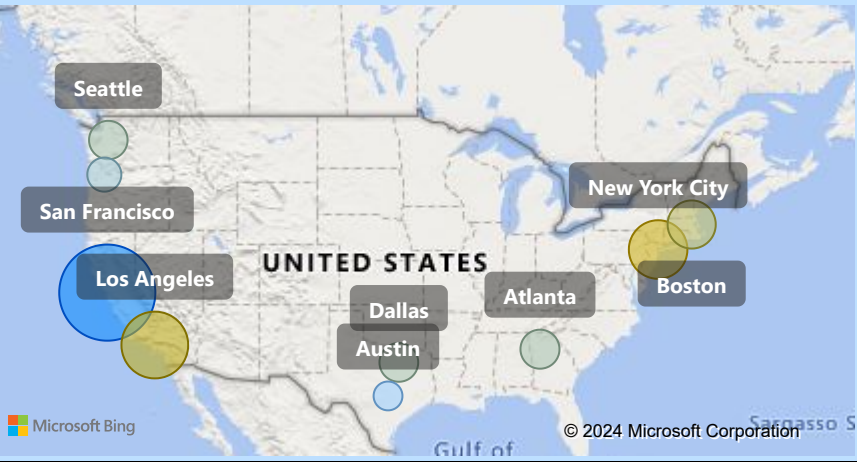 Seattle
New York City
San Francisco
UNITED STATES
Los Angeles
Boston
Atlanta
Dallas
Austin
Microsoft Bing
© 2024 Microsoft Corporation
Sargasso S
Gulf of